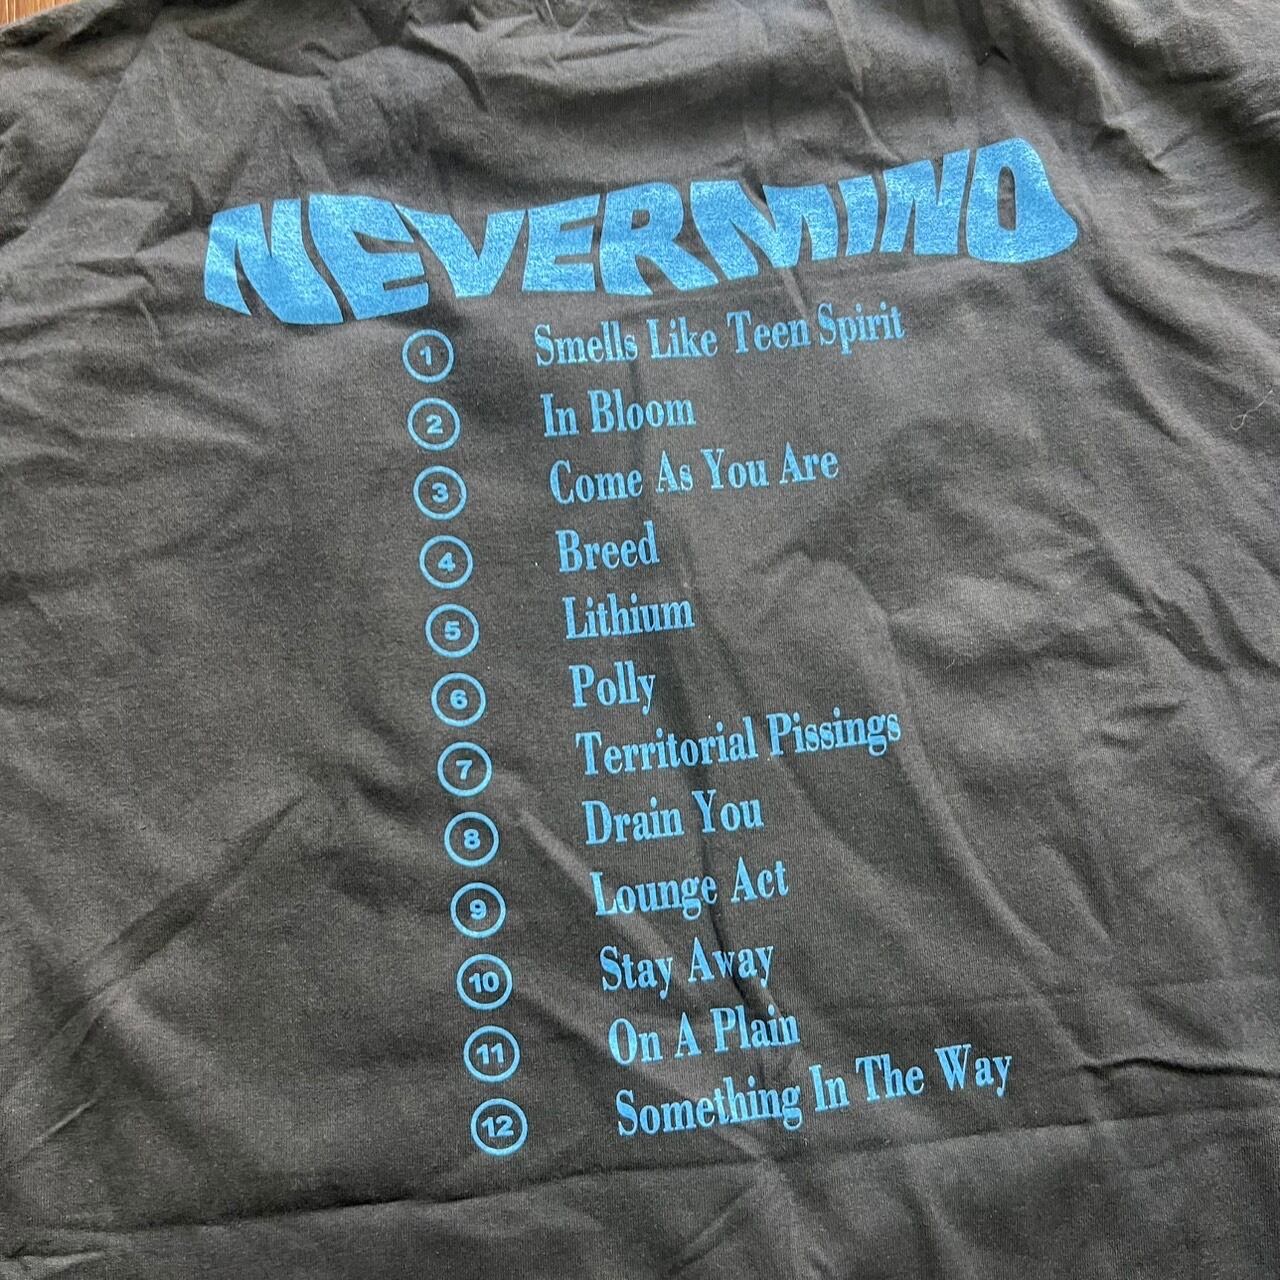 NEVERMIND
1 Smells Like Teen Spirit
2 In Bloom
3 Come As You Are
4 Breed
5 Lithium
6 Polly
7 Territorial Pissings
8 Drain You
9 Lounge Act
10 Stay Away
11 On A Plain
12 Something In The Way